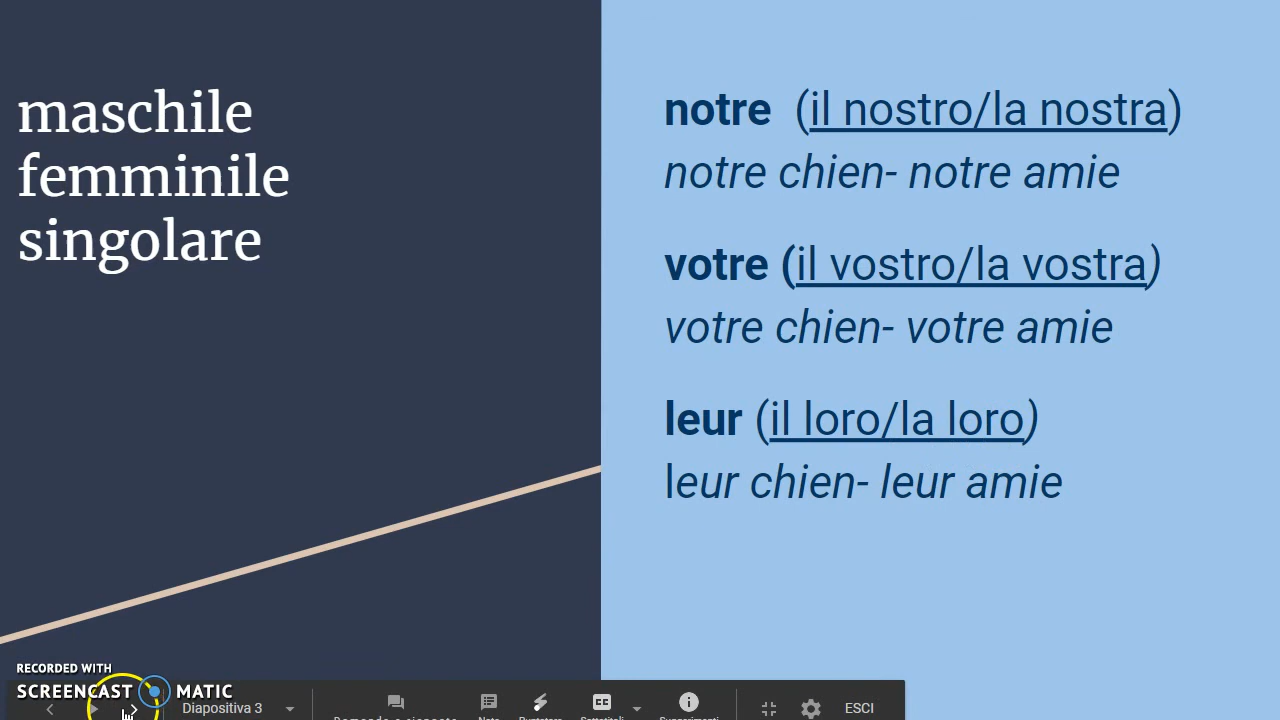 maschile
femminile
singolare
notre (il nostro/la nostra)
notre chien- notre amie
votre (il vostro/la vostra)
votre chien- votre amie
leur (il loro/la loro)
leur chien- leur amie
RECORDED WITH
SCREENCAST MATIC
Diapositiva 3
CC
ESCI